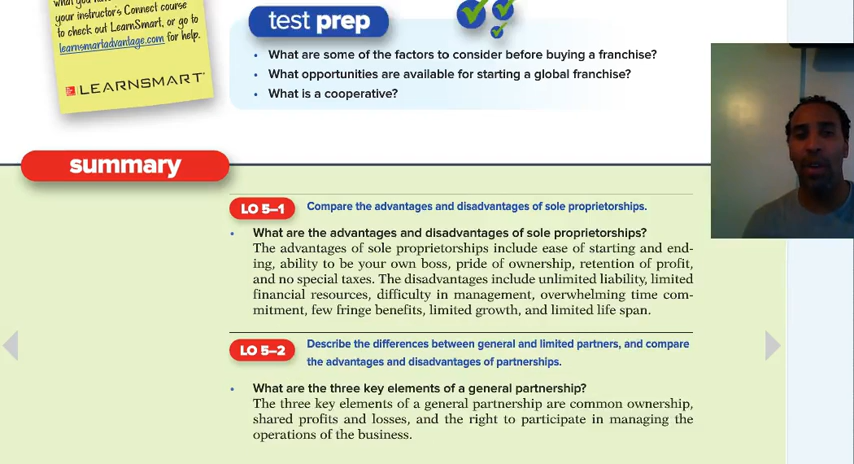 what you have
your instructor's Connect course
to check out LearnSmart, or go to
learnsmartadvantage.com for help.
LEARNSMART
test prep
• What are some of the factors to consider before buying a franchise?
• What opportunities are available for starting a global franchise?
• What is a cooperative?
summary
LO 5–1 Compare the advantages and disadvantages of sole proprietorships.
• What are the advantages and disadvantages of sole proprietorships?
The advantages of sole proprietorships include ease of starting and end-
ing, ability to be your own boss, pride of ownership, retention of profit,
and no special taxes. The disadvantages include unlimited liability, limited
financial resources, difficulty in management, overwhelming time com-
mitment, few fringe benefits, limited growth, and limited life span.
LO 5–2 Describe the differences between general and limited partners, and compare
the advantages and disadvantages of partnerships.
• What are the three key elements of a general partnership?
The three key elements of a general partnership are common ownership,
shared profits and losses, and the right to participate in managing the
operations of the business.